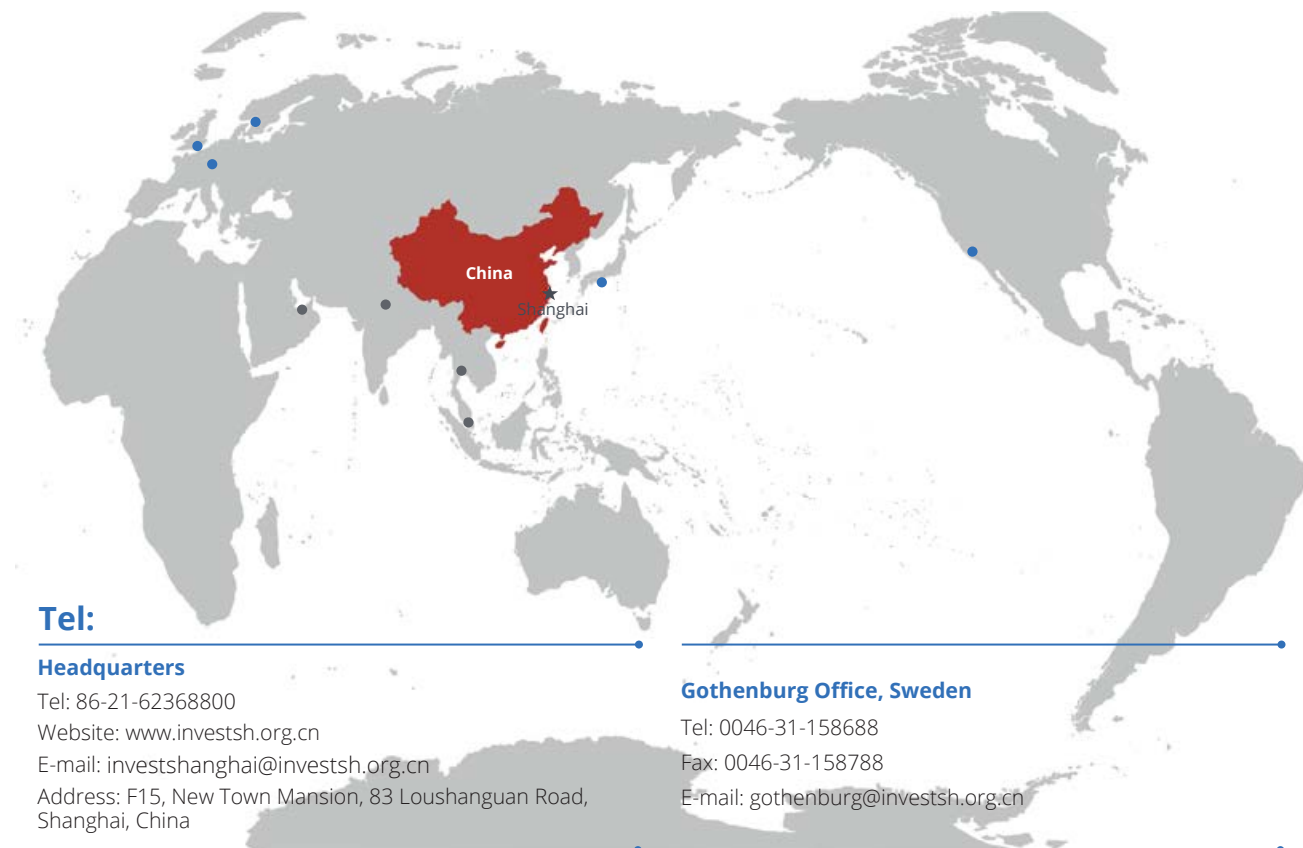 China
Shanghai
Tel:
Headquarters
Tel: 86-21-62368800
Website: www.investsh.org.cn
E-mail: investshanghai@investsh.org.cn
Address: F15, New Town Mansion, 83 Loushanguan Road,
Shanghai, China
Gothenburg Office, Sweden
Tel: 0046-31-158688
Fax: 0046-31-158788
E-mail: gothenburg@investsh.org.cn